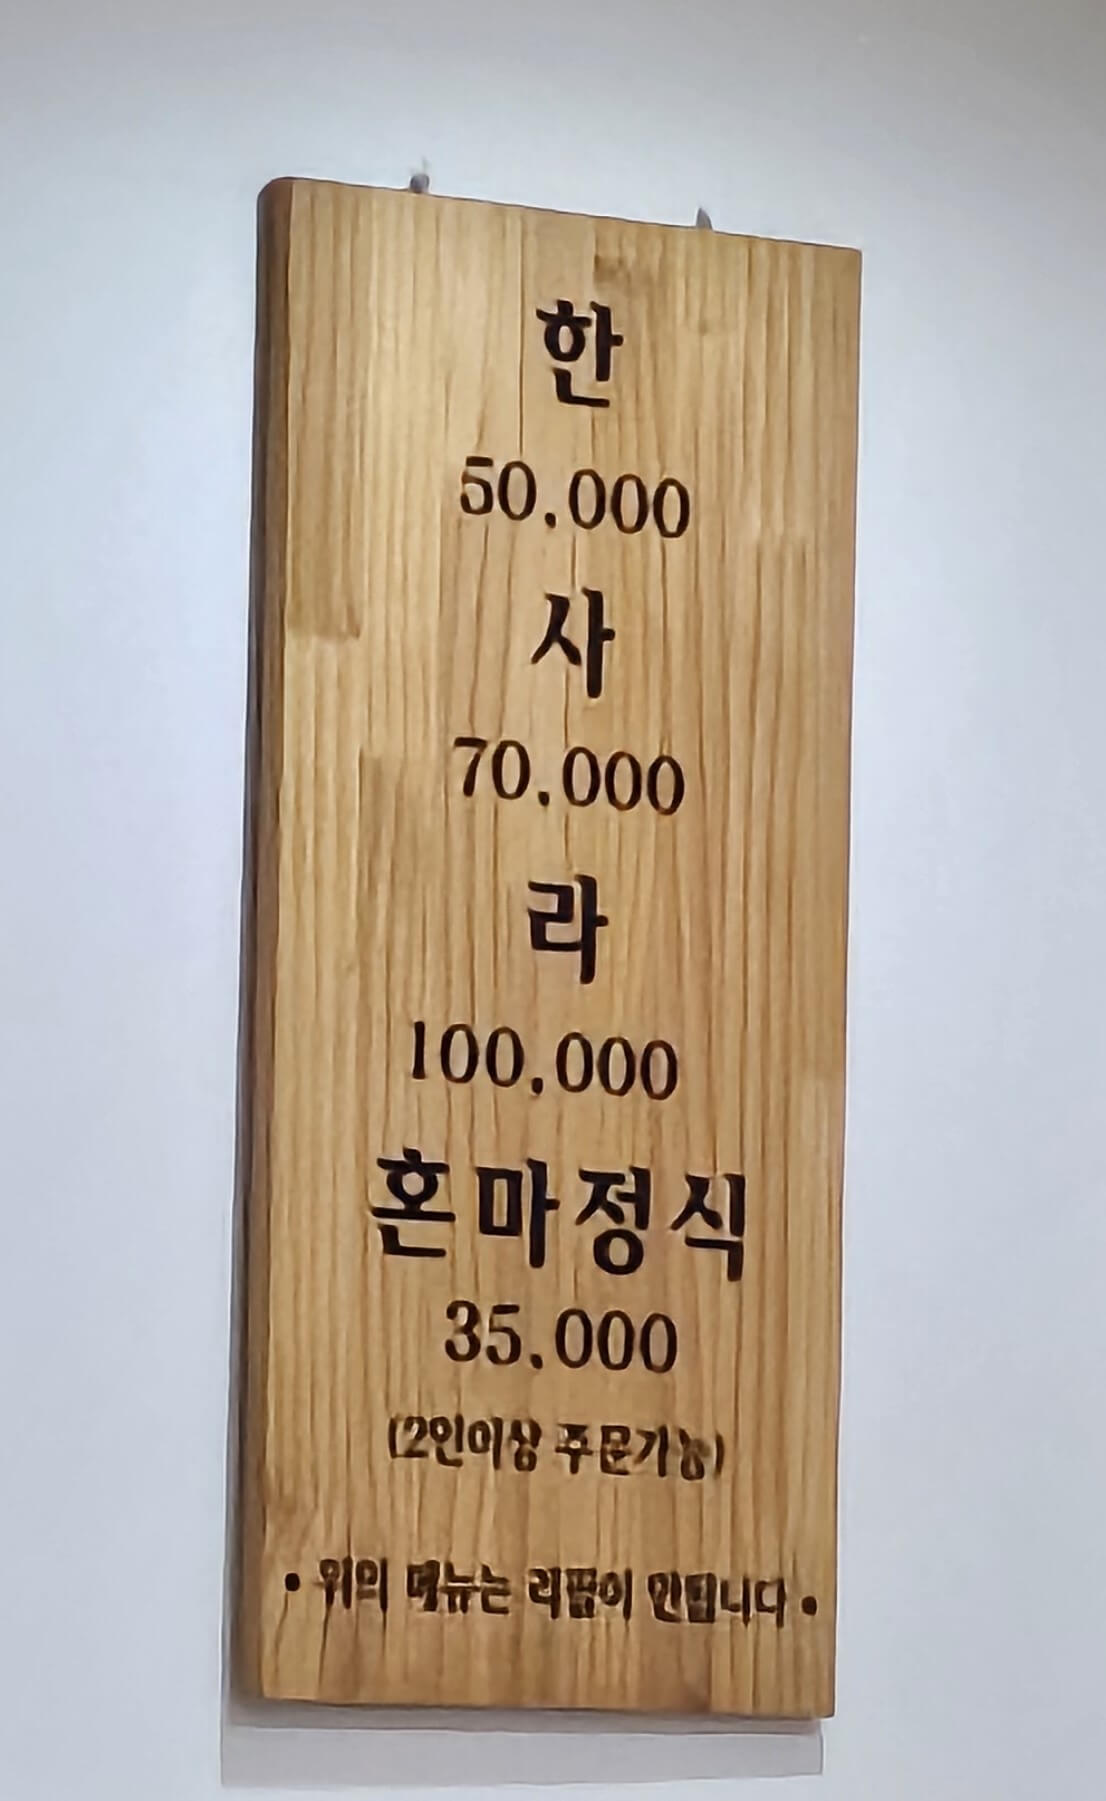 한
50.000
사
70.000
라
100.000
혼마정식
35.000
(2인이상 주문가능)
• 위의 메뉴는 리필이 안됩니다 •